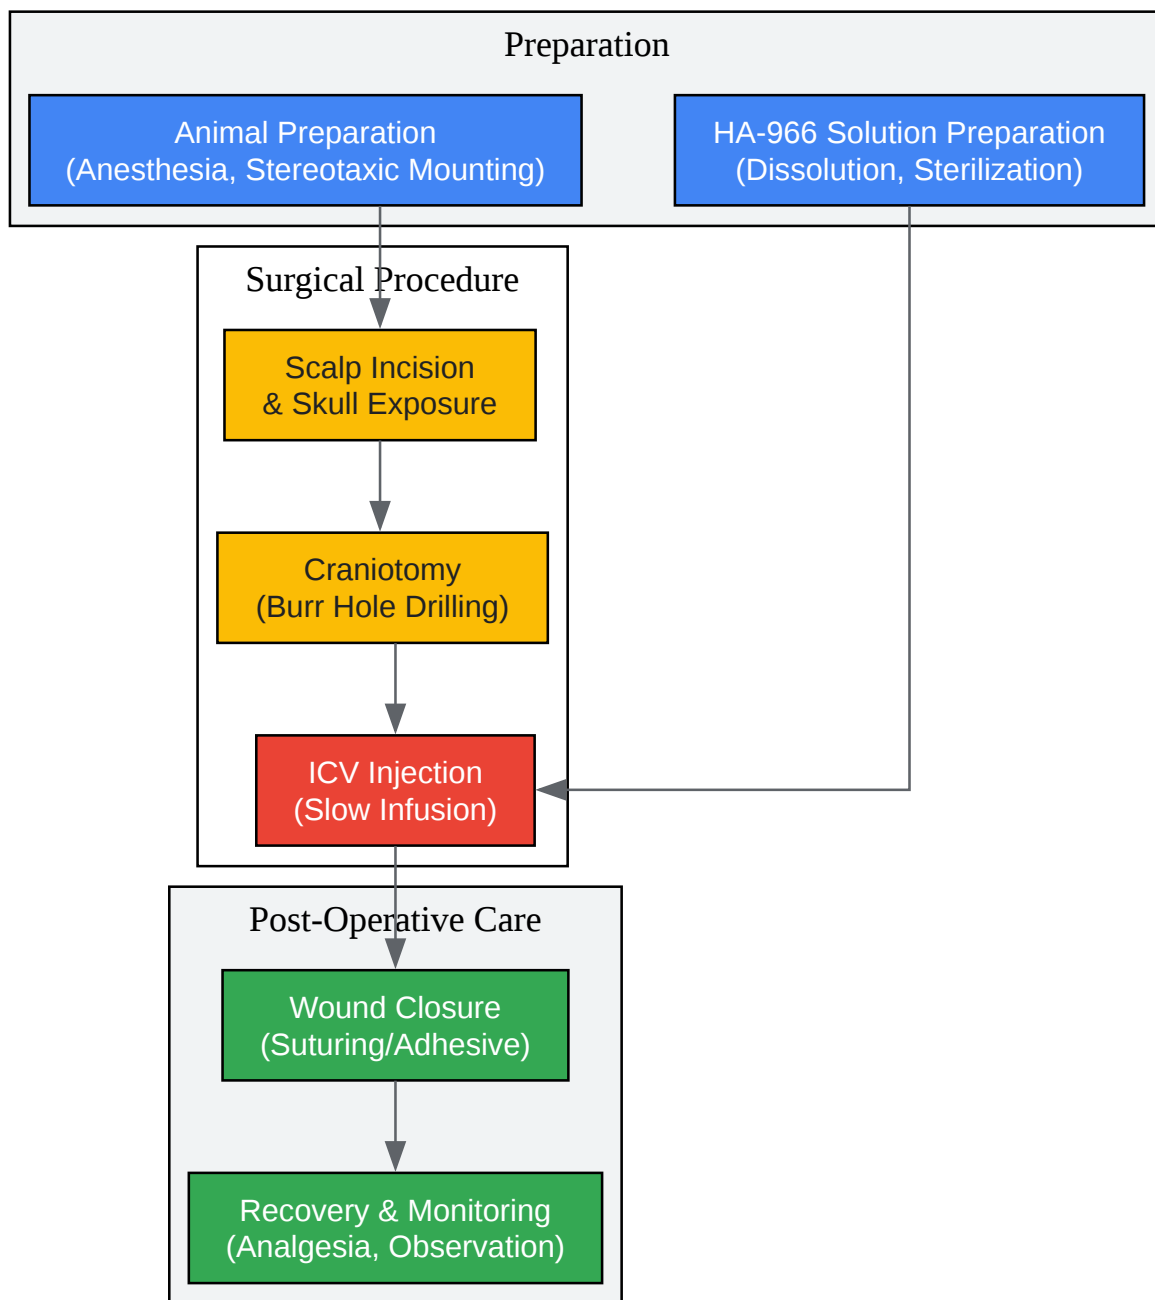 Preparation
Animal Preparation
(Anesthesia, Stereotaxic Mounting)
HA-966 Solution Preparation
(Dissolution, Sterilization)
Surgical Procedure
Scalp Incision
& Skull Exposure
Craniotomy
(Burr Hole Drilling)
ICV Injection
(Slow Infusion)
Post-Operative Care
Wound Closure
(Suturing/Adhesive)
Recovery & Monitoring
(Analgesia, Observation)